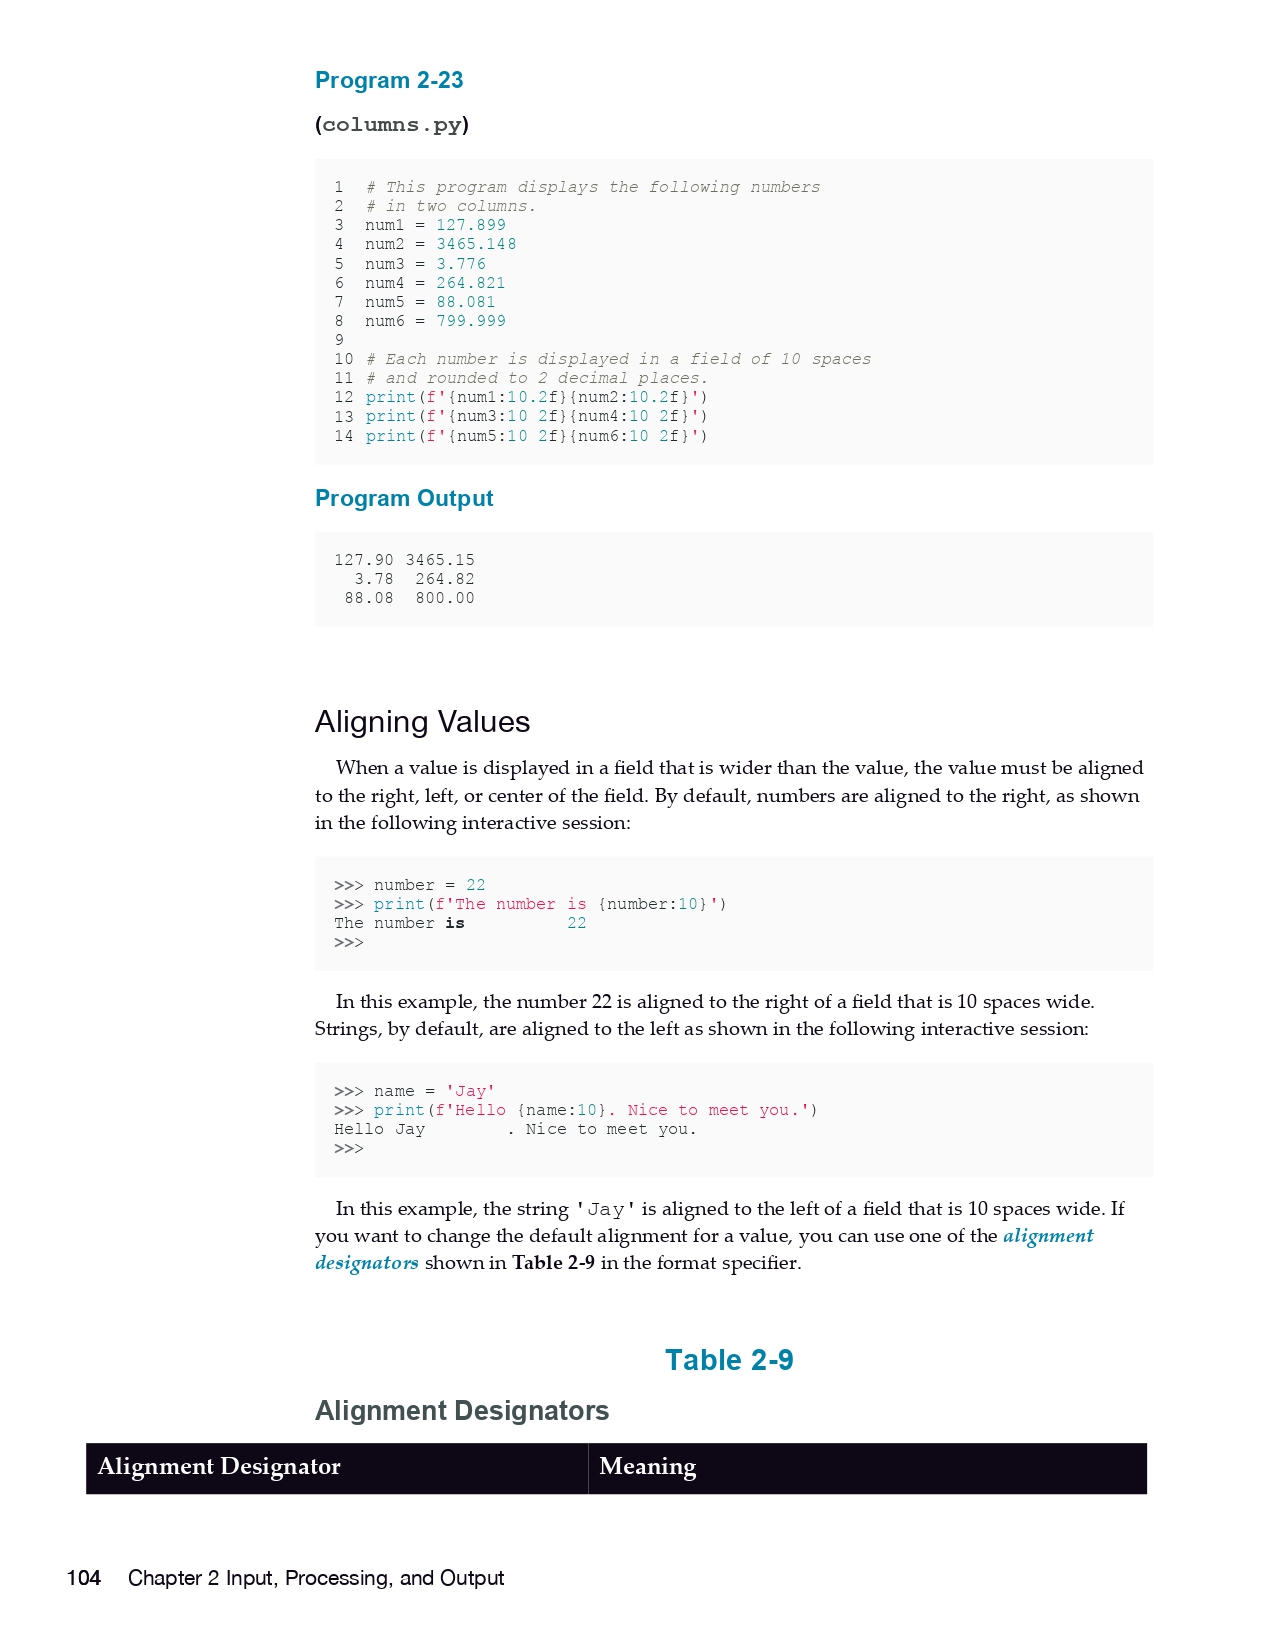 Program 2-23
(columns.py)
1  # This program displays the following numbers
2  # in two columns.
3  num1 = 127.899
4  num2 = 3465.148
5  num3 = 3.776
6  num4 = 264.821
7  num5 = 88.081
8  num6 = 799.999
9
10 # Each number is displayed in a field of 10 spaces
11 # and rounded to 2 decimal places.
12 print(f'{num1:10.2f}{num2:10.2f}')
13 print(f'{num3:10 2f}{num4:10 2f}')
14 print(f'{num5:10 2f}{num6:10 2f}')
Program Output
127.90 3465.15
  3.78  264.82
 88.08  800.00
Aligning Values
When a value is displayed in a field that is wider than the value, the value must be aligned
to the right, left, or center of the field. By default, numbers are aligned to the right, as shown
in the following interactive session:
>>> number = 22
>>> print(f'The number is {number:10}')
The number is          22
>>>
In this example, the number 22 is aligned to the right of a field that is 10 spaces wide.
Strings, by default, are aligned to the left as shown in the following interactive session:
>>> name = 'Jay'
>>> print(f'Hello {name:10}. Nice to meet you.')
Hello Jay        . Nice to meet you.
>>>
In this example, the string 'Jay' is aligned to the left of a field that is 10 spaces wide. If
you want to change the default alignment for a value, you can use one of the alignment
designators shown in Table 2-9 in the format specifier.
Table 2-9
Alignment Designators
Alignment Designator Meaning
104 Chapter 2 Input, Processing, and Output